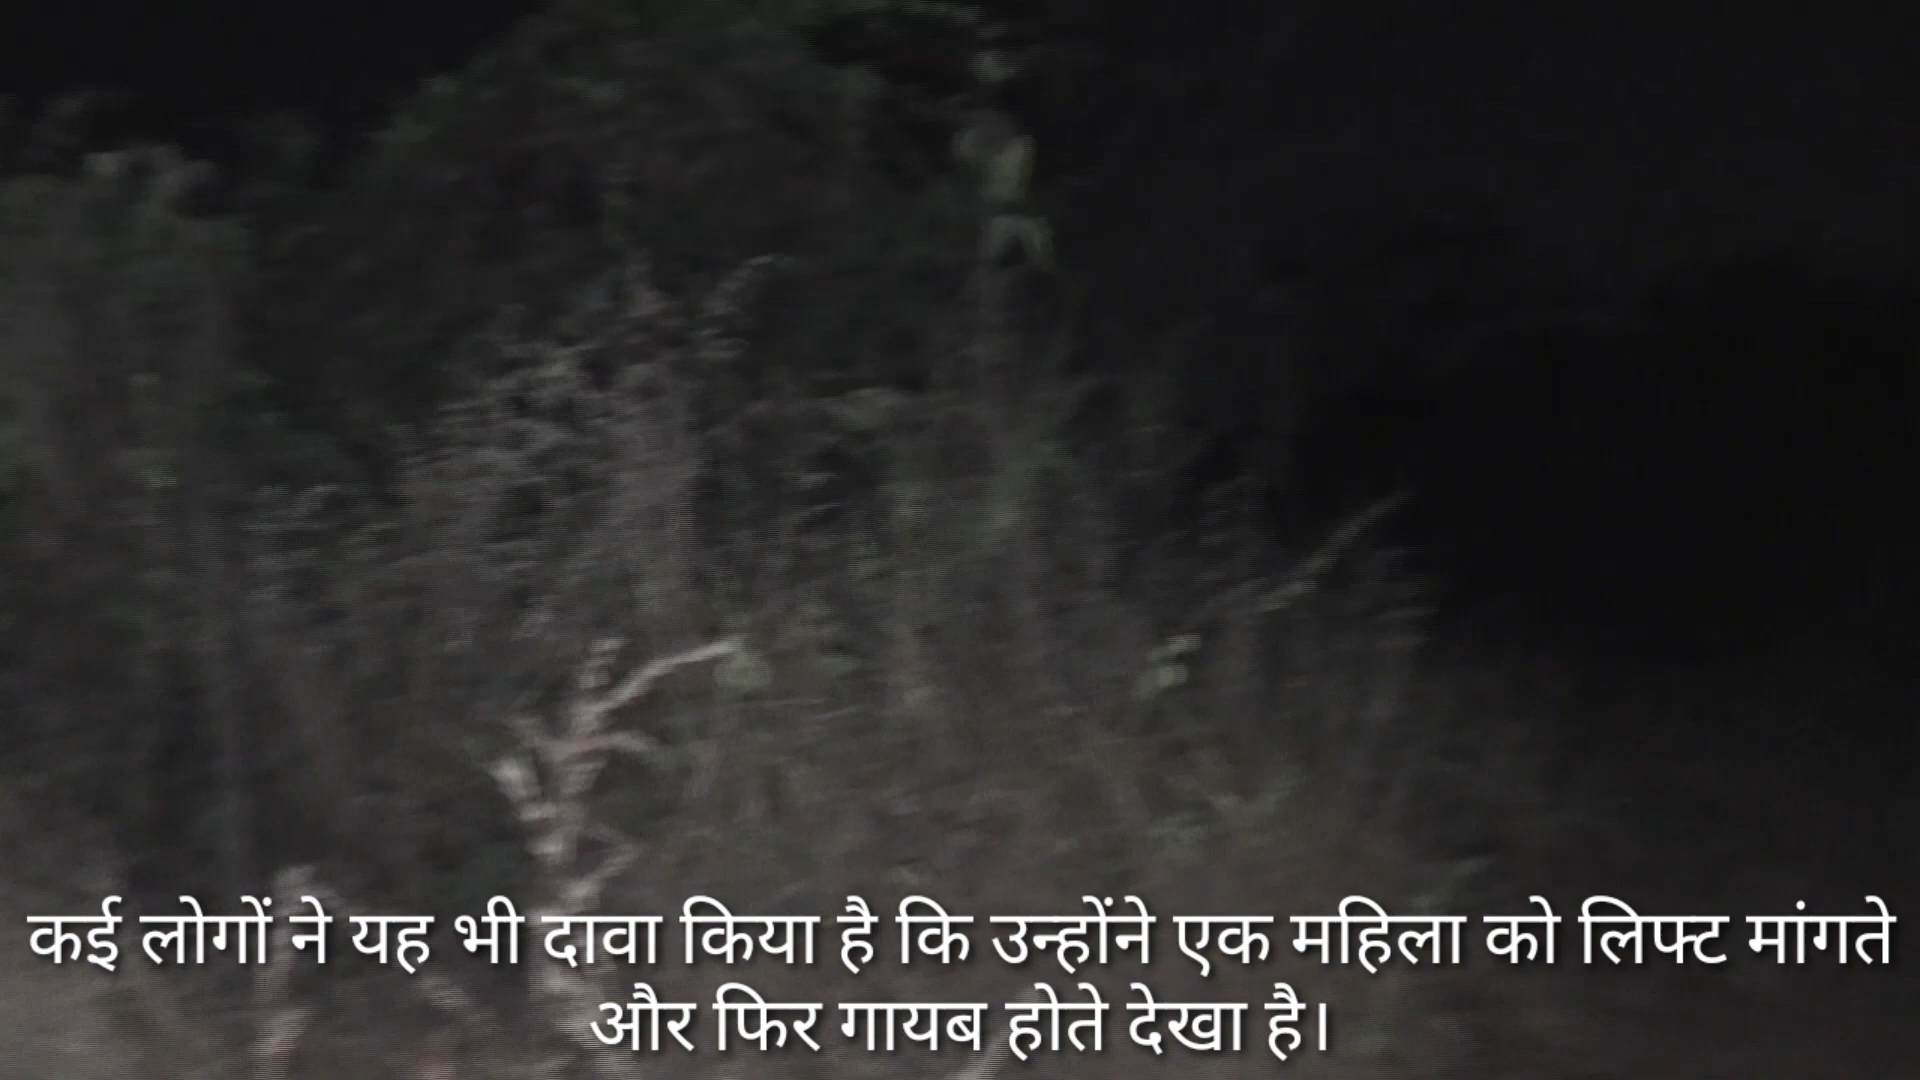 कई लोगों ने यह भी दावा किया है कि उन्होंने एक महिला को लिफ्ट मांगते
और फिर गायब होते देखा है।